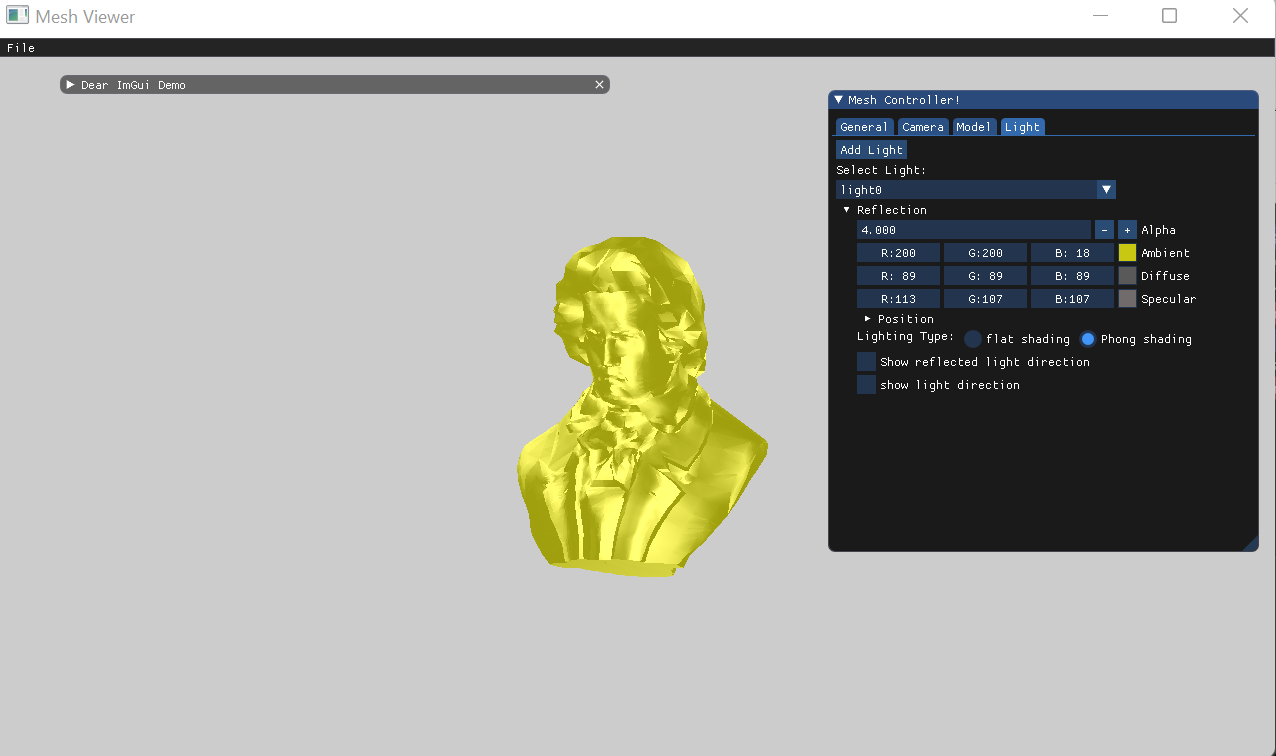 Mesh Viewer
File
Dear ImGui Demo
Mesh Controller!
General Camera Model Light
Add Light
Select Light:
light0
Reflection
4.000 - + Alpha
R:200 G:200 B: 18 Ambient
R: 89 G: 89 B: 89 Diffuse
R:113 G:107 B:107 Specular
Position
Lighting Type: flat shading Phong shading
Show reflected light direction
show light direction